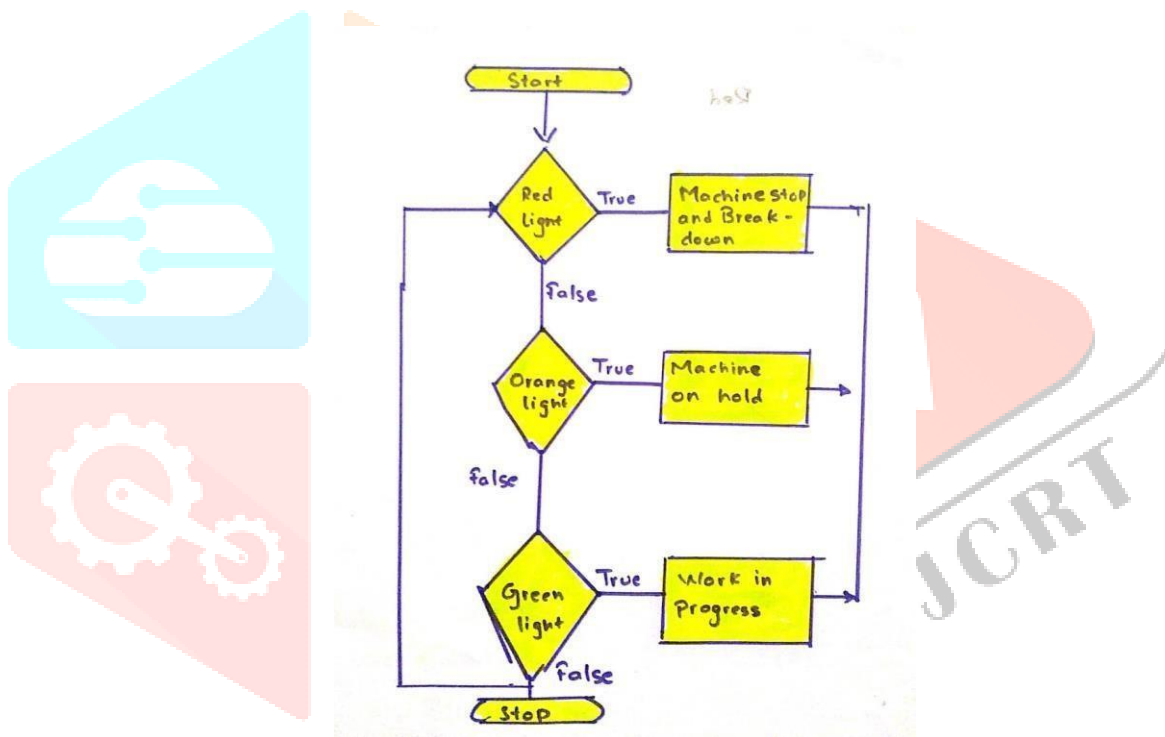 Start
Red
light
True
Machine stop
and Break-
down
False
Orange
light
True
Machine
on hold
False
Green
light
True
Work in
Progress
False
Stop
JCRT